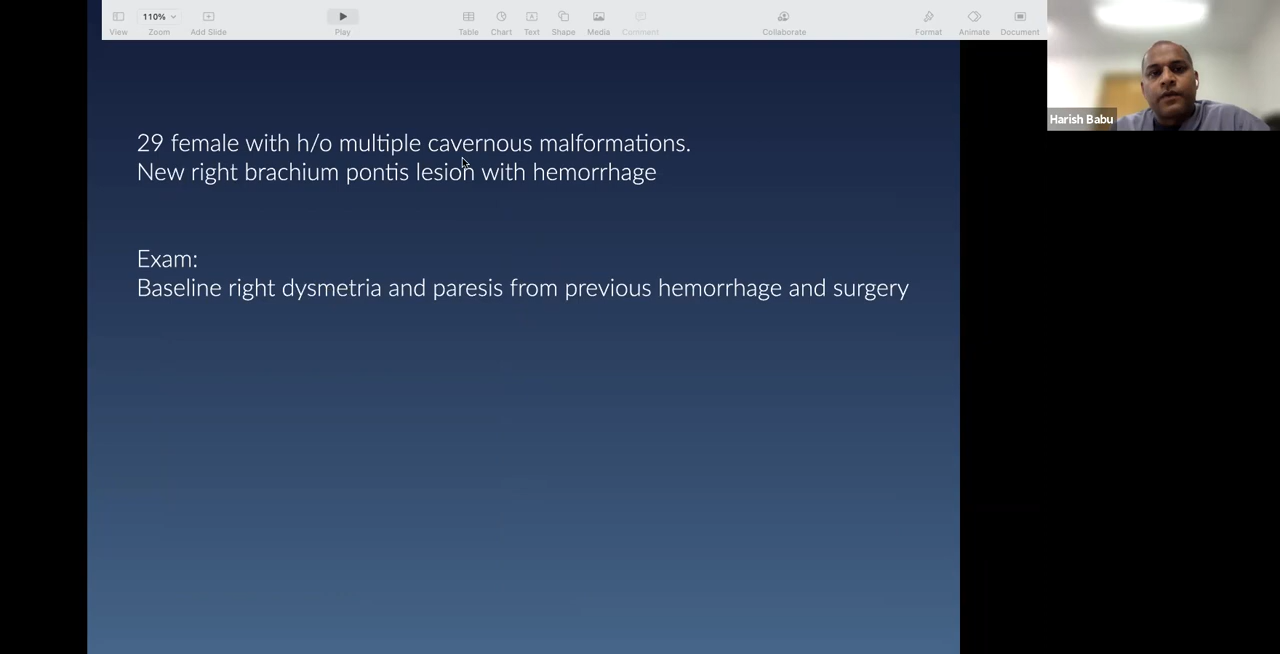 110%
View
Zoom
Add Slide
Play
Table
Chart
Text
Shape
Media
Comment
Collaborate
Format
Animate
Document
Harish Babu
29 female with h/o multiple cavernous malformations.
New right brachium pontis lesion with hemorrhage
Exam:
Baseline right dysmetria and paresis from previous hemorrhage and surgery